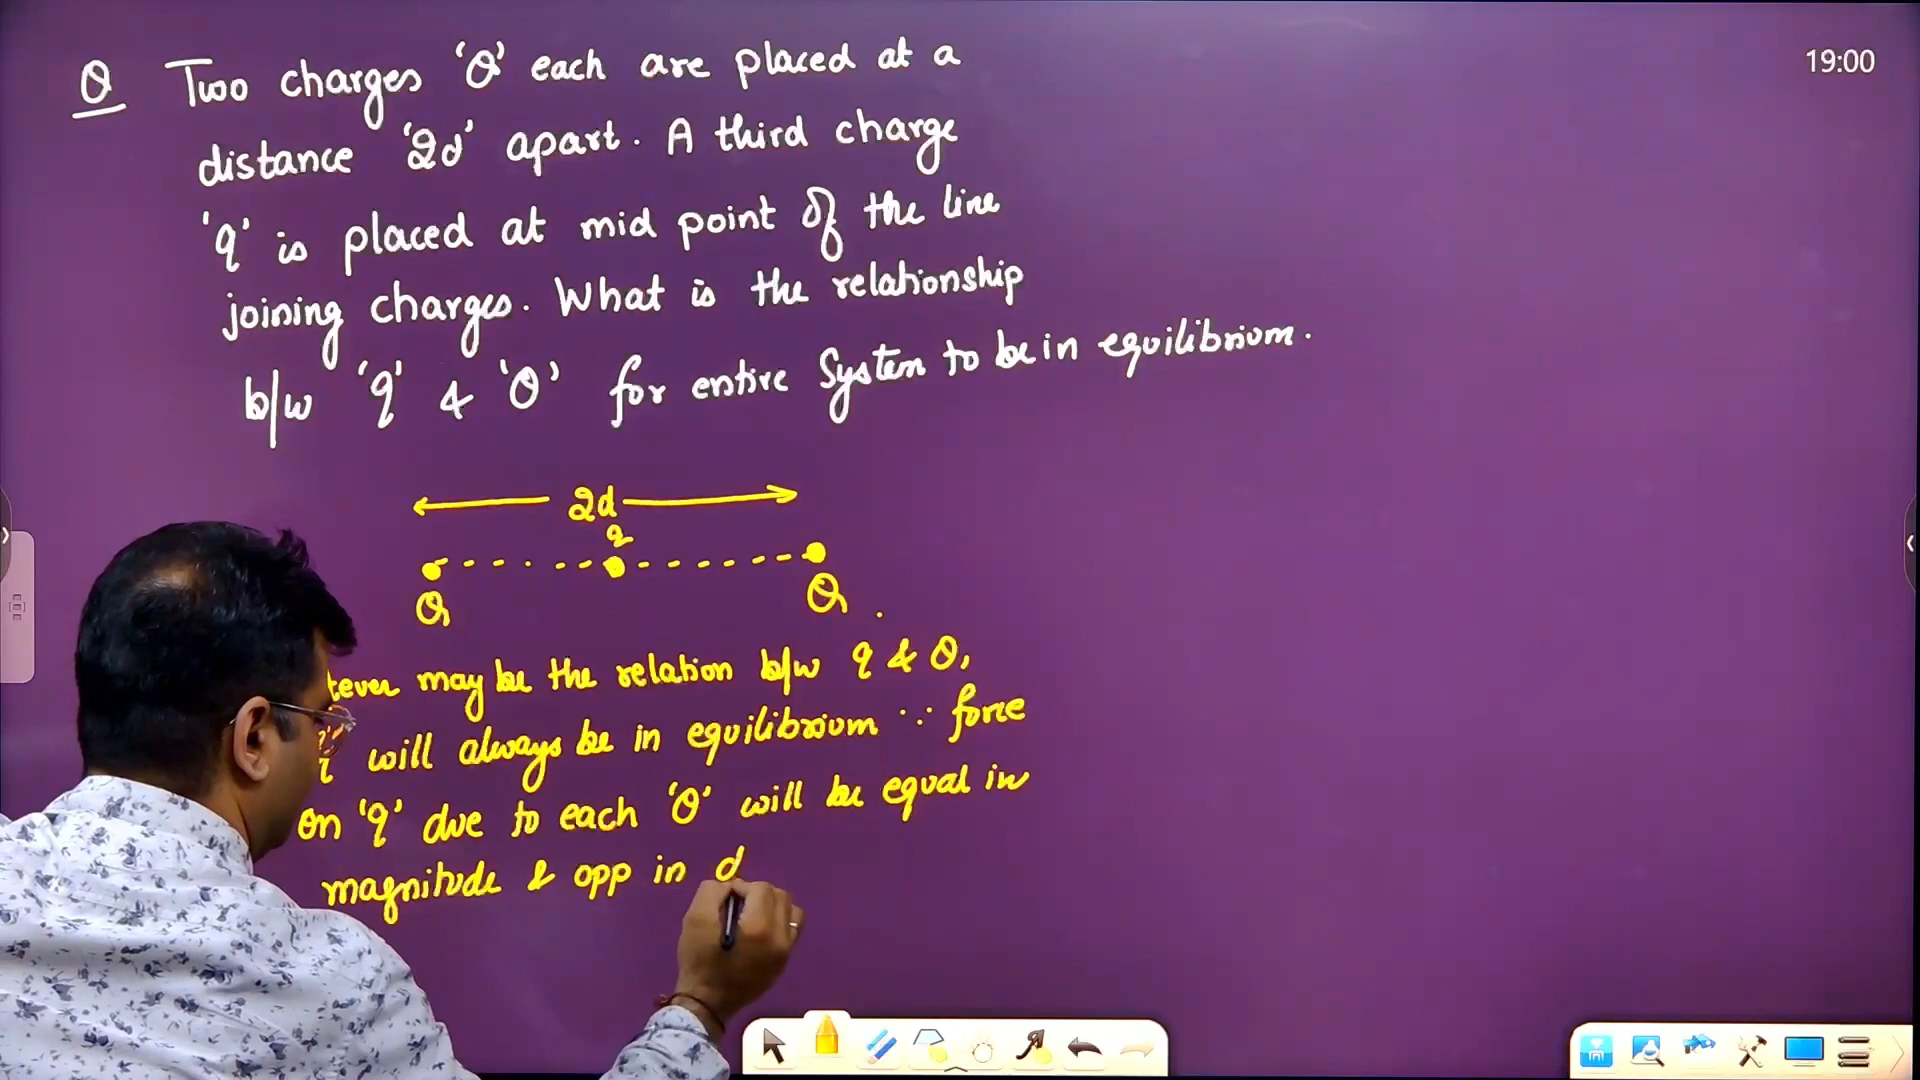 19:00
Q Two charges 'Q' each are placed at a
distance '2d' apart. A third charge
'q' is placed at mid point of the line
joining charges. What is the relationship
b/w 'q' & 'Q' for entire System to be in equilibrium.
2d
q
Q Q
may be the relation b/w q & Q,
will always be in equilibrium ∵ force
on 'q' due to each 'Q' will be equal in
magnitude & opp in d